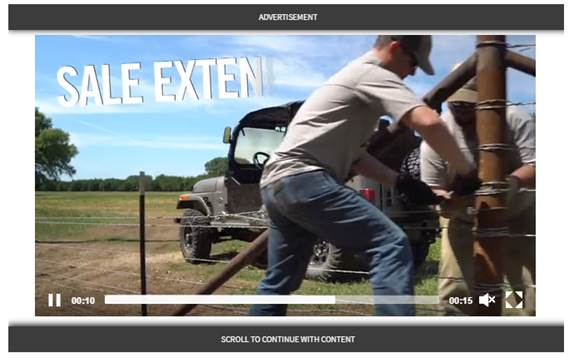 ADVERTISEMENT
SALE EXTEN
00:10
00:15
SCROLL TO CONTINUE WITH CONTENT